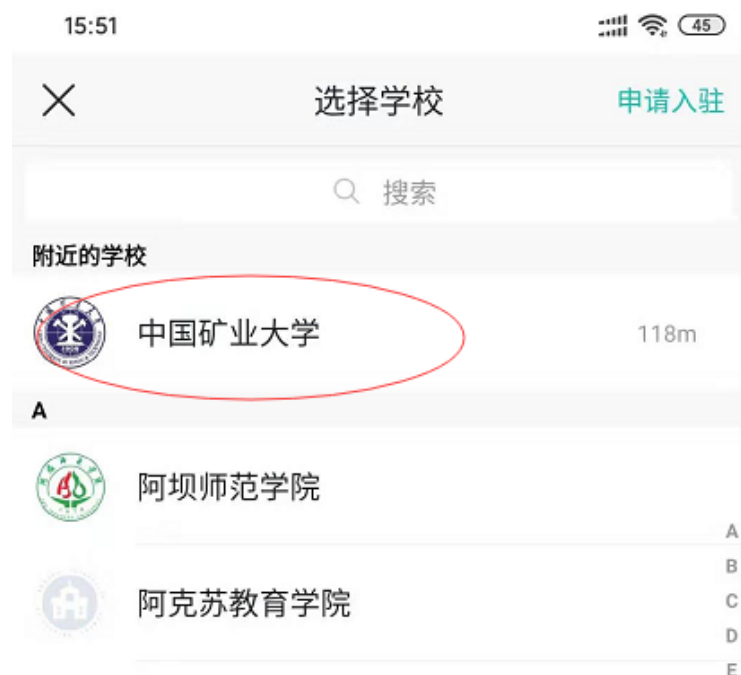 15:51
45
选择学校
申请入驻
搜索
附近的学校
中国矿业大学
118m
A
阿坝师范学院
阿克苏教育学院
A
B
C
D
E